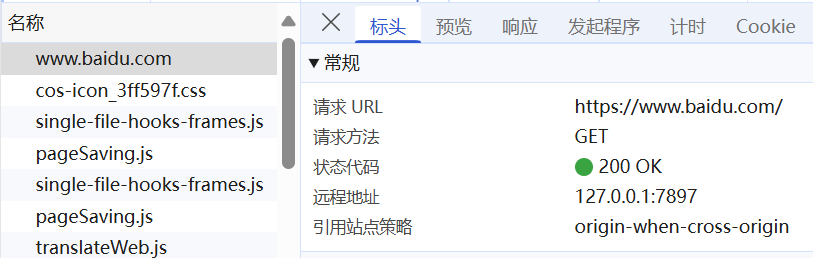 名称
www.baidu.com
cos-icon_3ff597f.css
single-file-hooks-frames.js
pageSaving.js
single-file-hooks-frames.js
pageSaving.js
translateWeb.js
标头 预览 响应 发起程序 计时 Cookie
常规
请求 URL https://www.baidu.com/
请求方法 GET
状态代码 200 OK
远程地址 127.0.0.1:7897
引用站点策略 origin-when-cross-origin